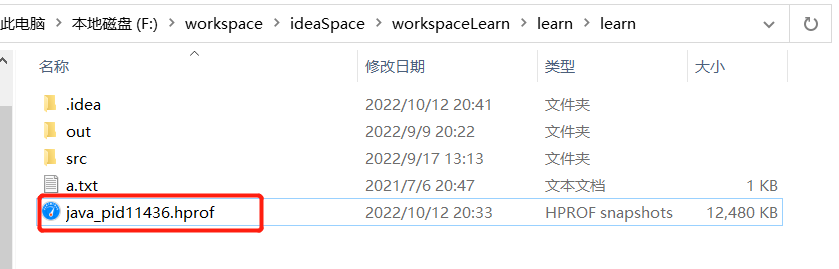 此电脑 › 本地磁盘 (F:) › workspace › ideaSpace › workspaceLearn › learn › learn
名称 修改日期 类型 大小
.idea 2022/10/12 20:41 文件夹
out 2022/9/9 20:22 文件夹
src 2022/9/17 13:13 文件夹
a.txt 2021/7/6 20:47 文本文档 1 KB
java_pid11436.hprof 2022/10/12 20:33 HPROF snapshots 12,480 KB